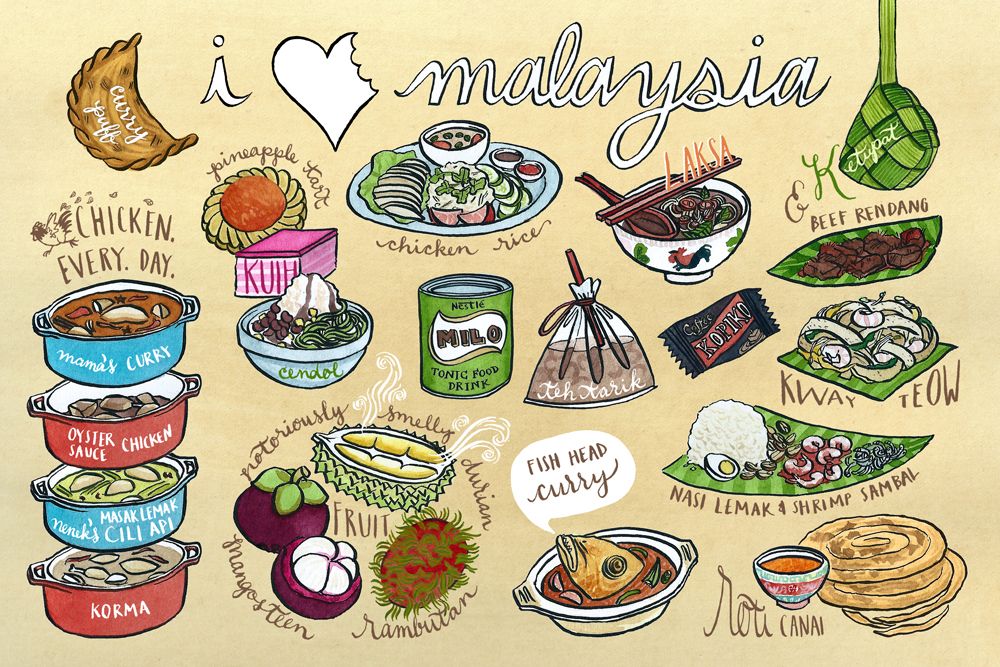 i malaysia
curry
puff
Ketupat
&
BEEF RENDANG
pineapple tart
KUIH
chicken rice
LAKSA
CHICKEN.
EVERY. DAY.
mama's CURRY
OYSTER CHICKEN
SAUCE
MASAK LEMAK
nenik's CILI API
KORMA
cendol
Nestlé
MILO
TONIC FOOD
DRINK
teh tarik
Coffee
KOPIKO
KWAY TEOW
notoriously smelly durian
FRUIT
mangosteen
rambutan
FISH HEAD
curry
NASI LEMAK & SHRIMP SAMBAL
Roti CANAI